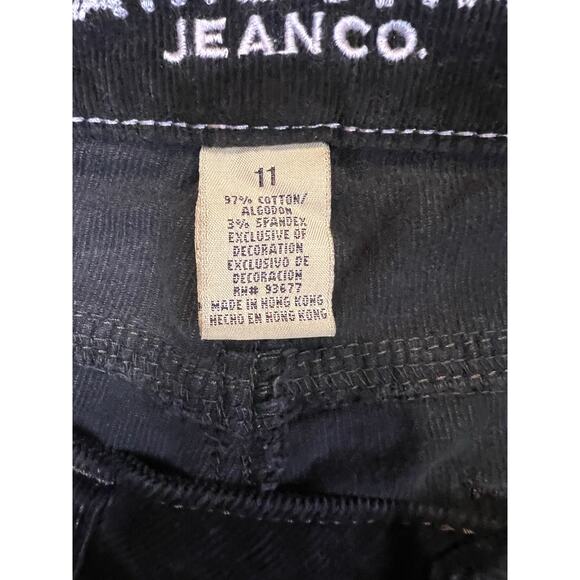 JEANCO.
11
97% COTTON/
ALGODON
3% SPANDEX
EXCLUSIVE OF
DECORATION
EXCLUSIVO DE
DECORACION
RN# 93677
MADE IN HONG KONG
HECHO EN HONG KONG